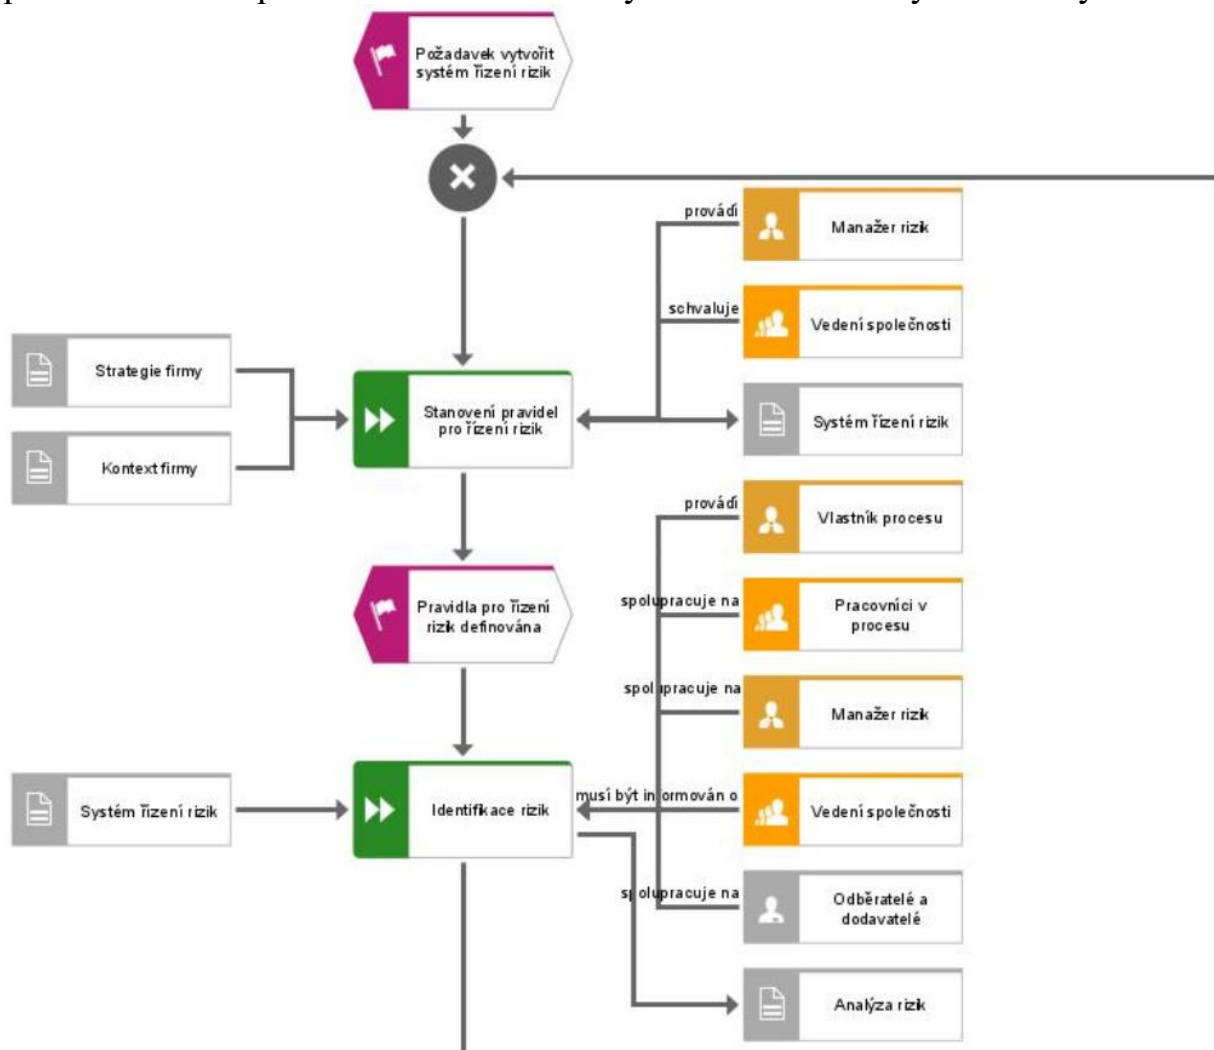 Požadavek vytvořit
systém řízení rizik
provádí
Manažer rizik
schvaluje
Vedení společnosti
Strategie firmy
Stanovení pravidel
pro řízení rizik
Systém řízení rizik
Kontext firmy
provádí
Vlastník procesu
Pravidla pro řízení
rizik definována
spolupracuje na
Pracovníci v
procesu
spolupracuje na
Manažer rizik
Systém řízení rizik
Identifikace rizik
musí být informován o
Vedení společnosti
spolupracuje na
Odběratelé a
dodavatelé
Analýza rizik